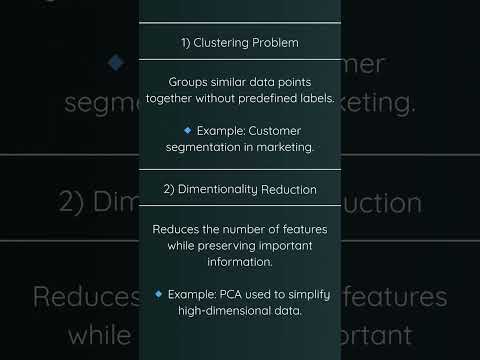 1) Clustering Problem
Groups similar data points
together without predefined labels.
🔹 Example: Customer
segmentation in marketing.
2) Dimentionality Reduction
Reduces the number of features
while preserving important
information.
🔹 Example: PCA used to simplify
high-dimensional data.